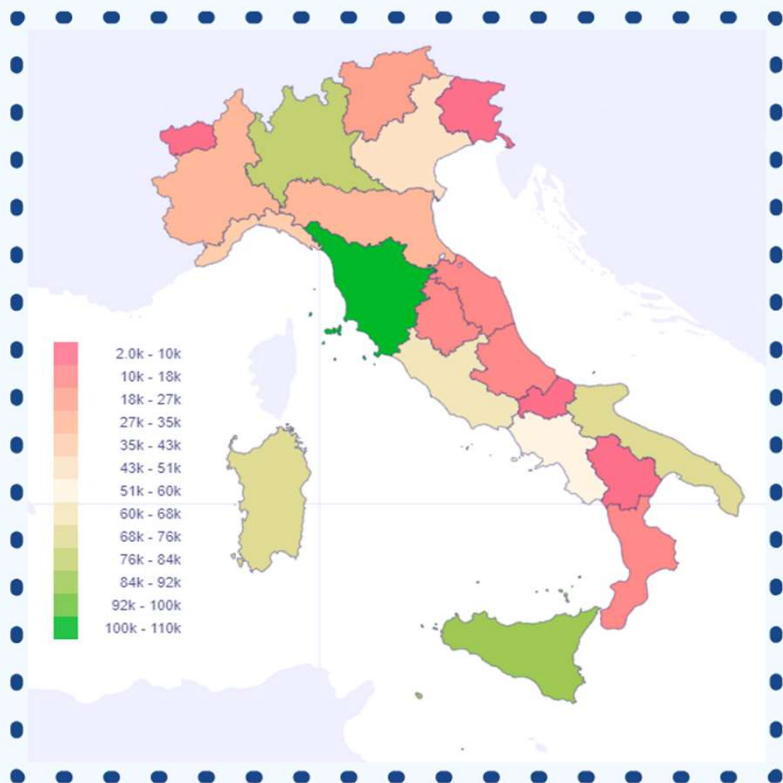 2.0k - 10k
10k - 18k
18k - 27k
27k - 35k
35k - 43k
43k - 51k
51k - 60k
60k - 68k
68k - 76k
76k - 84k
84k - 92k
92k - 100k
100k - 110k